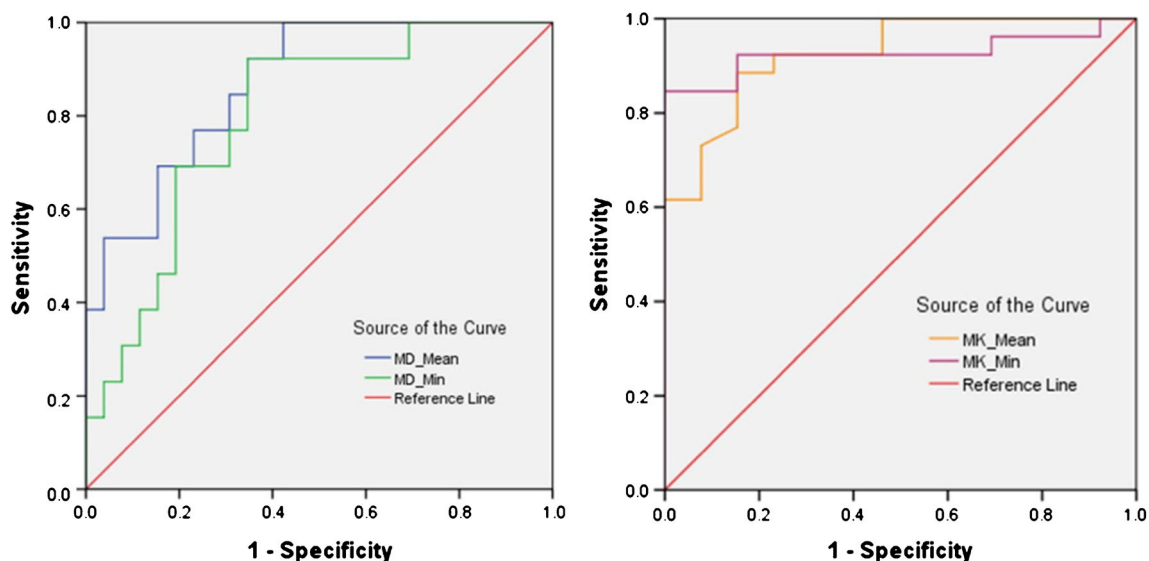 1.0
0.8
0.6
0.4
0.2
0.0
Sensitivity
Source of the Curve
MD_Mean
MD_Min
Reference Line
0.0 0.2 0.4 0.6 0.8 1.0
1 - Specificity
1.0
0.8
0.6
0.4
0.2
0.0
Sensitivity
Source of the Curve
MK_Mean
MK_Min
Reference Line
0.0 0.2 0.4 0.6 0.8 1.0
1 - Specificity